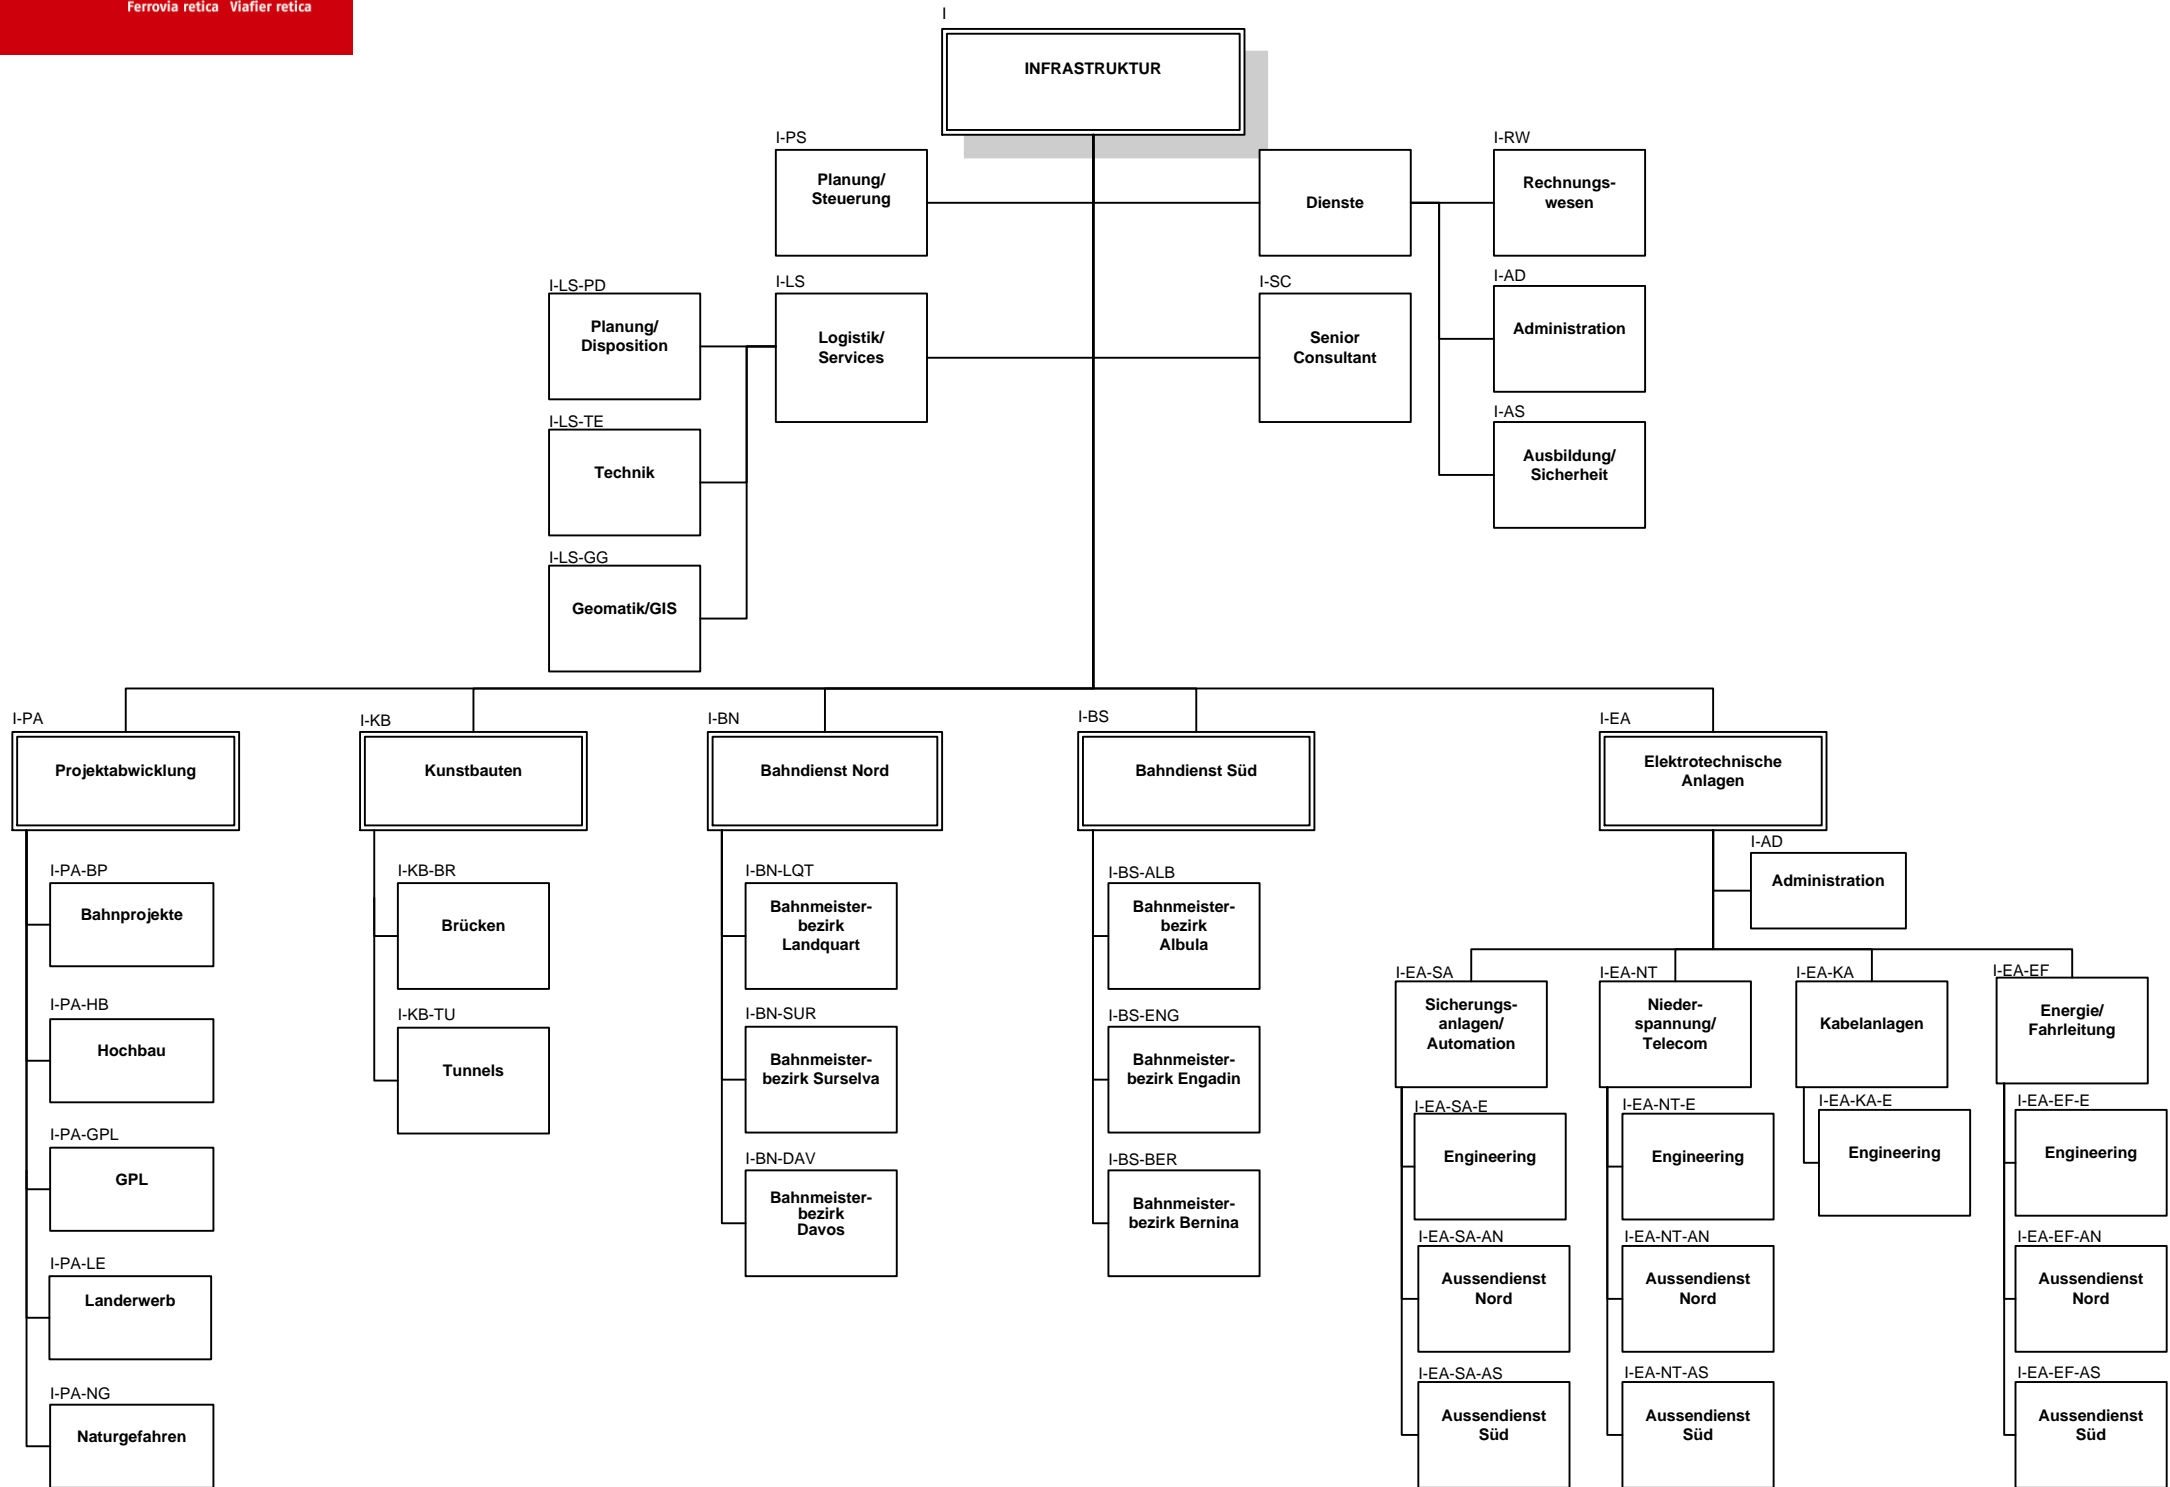 Ferrovia retica Viafier retica
I
INFRASTRUKTUR
I-PS
Planung/
Steuerung
Dienste
I-RW
Rechnungs-
wesen
I-LS-PD
Planung/
Disposition
I-LS
Logistik/
Services
I-SC
Senior
Consultant
I-AD
Administration
I-LS-TE
Technik
I-AS
Ausbildung/
Sicherheit
I-LS-GG
Geomatik/GIS
I-PA
Projektabwicklung
I-KB
Kunstbauten
I-BN
Bahndienst Nord
I-BS
Bahndienst Süd
I-EA
Elektrotechnische
Anlagen
I-PA-BP
Bahnprojekte
I-PA-HB
Hochbau
I-PA-GPL
GPL
I-PA-LE
Landerwerb
I-PA-NG
Naturgefahren
I-KB-BR
Brücken
I-KB-TU
Tunnels
I-BN-LQT
Bahnmeister-
bezirk
Landquart
I-BN-SUR
Bahnmeister-
bezirk Surselva
I-BN-DAV
Bahnmeister-
bezirk
Davos
I-BS-ALB
Bahnmeister-
bezirk
Albula
I-BS-ENG
Bahnmeister-
bezirk Engadin
I-BS-BER
Bahnmeister-
bezirk Bernina
I-AD
Administration
I-EA-SA
Sicherungs-
anlagen/
Automation
I-EA-SA-E
Engineering
I-EA-SA-AN
Aussendienst
Nord
I-EA-SA-AS
Aussendienst
Süd
I-EA-NT
Nieder-
spannung/
Telecom
I-EA-NT-E
Engineering
I-EA-NT-AN
Aussendienst
Nord
I-EA-NT-AS
Aussendienst
Süd
I-EA-KA
Kabelanlagen
I-EA-KA-E
Engineering
I-EA-EF
Energie/
Fahrleitung
I-EA-EF-E
Engineering
I-EA-EF-AN
Aussendienst
Nord
I-EA-EF-AS
Aussendienst
Süd